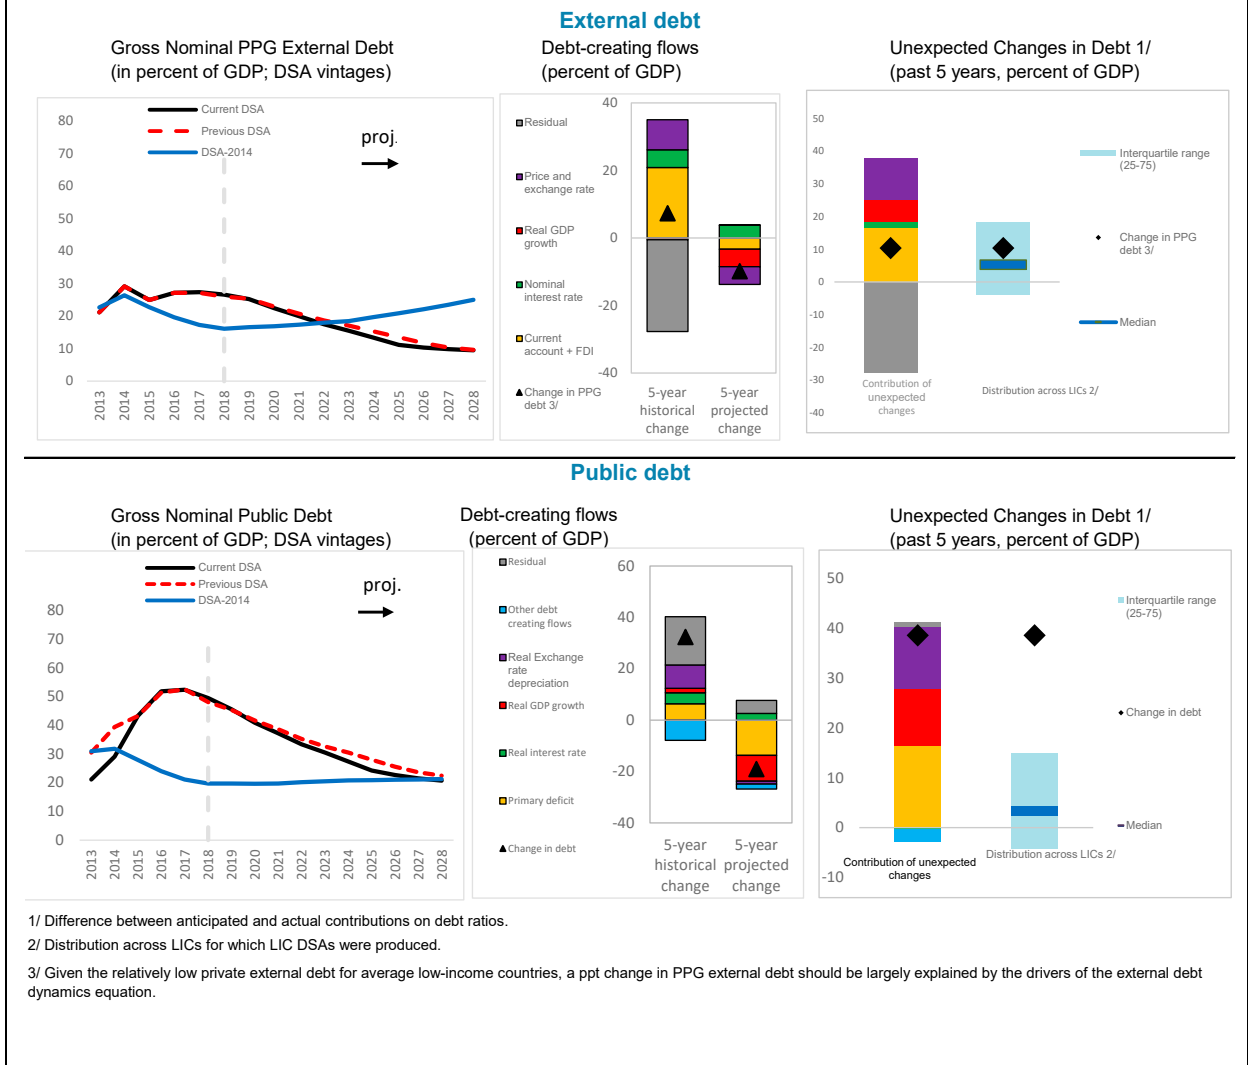 External debt
Gross Nominal PPG External Debt
(in percent of GDP; DSA vintages)
Current DSA
Previous DSA
DSA-2014
proj.
80
70
60
50
40
30
20
10
0
2013
2014
2015
2016
2017
2018
2019
2020
2021
2022
2023
2024
2025
2026
2027
2028
Debt-creating flows
(percent of GDP)
Residual
Price and
exchange rate
Real GDP
growth
Nominal
interest rate
Current
account + FDI
Change in PPG
debt 3/
40
20
0
-20
-40
5-year
historical
change
5-year
projected
change
Unexpected Changes in Debt 1/
(past 5 years, percent of GDP)
50
40
30
20
10
0
-10
-20
-30
-40
Contribution of
unexpected
changes
Distribution across LICs 2/
Interquartile range
(25-75)
Change in PPG
debt 3/
Median
Public debt
Gross Nominal Public Debt
(in percent of GDP; DSA vintages)
Current DSA
Previous DSA
DSA-2014
proj.
80
70
60
50
40
30
20
10
0
2013
2014
2015
2016
2017
2018
2019
2020
2021
2022
2023
2024
2025
2026
2027
2028
Debt-creating flows
(percent of GDP)
Residual
Other debt
creating flows
Real Exchange
rate
depreciation
Real GDP growth
Real interest rate
Primary deficit
Change in debt
60
40
20
0
-20
-40
5-year
historical
change
5-year
projected
change
Unexpected Changes in Debt 1/
(past 5 years, percent of GDP)
50
40
30
20
10
0
-10
Contribution of unexpected
changes
Distribution across LICs 2/
Interquartile range
(25-75)
Change in debt
Median
1/ Difference between anticipated and actual contributions on debt ratios.
2/ Distribution across LICs for which LIC DSAs were produced.
3/ Given the relatively low private external debt for average low-income countries, a ppt change in PPG external debt should be largely explained by the drivers of the external debt
dynamics equation.